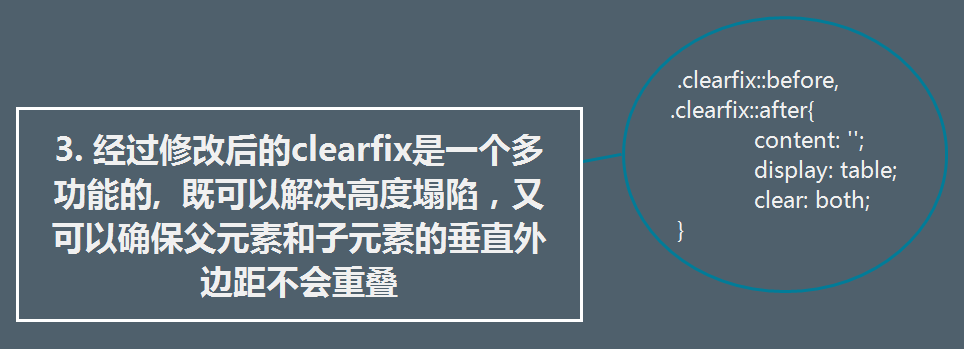 3. 经过修改后的clearfix是一个多
功能的, 既可以解决高度塌陷，又
可以确保父元素和子元素的垂直外
边距不会重叠
.clearfix::before,
.clearfix::after{
content: '';
display: table;
clear: both;
}